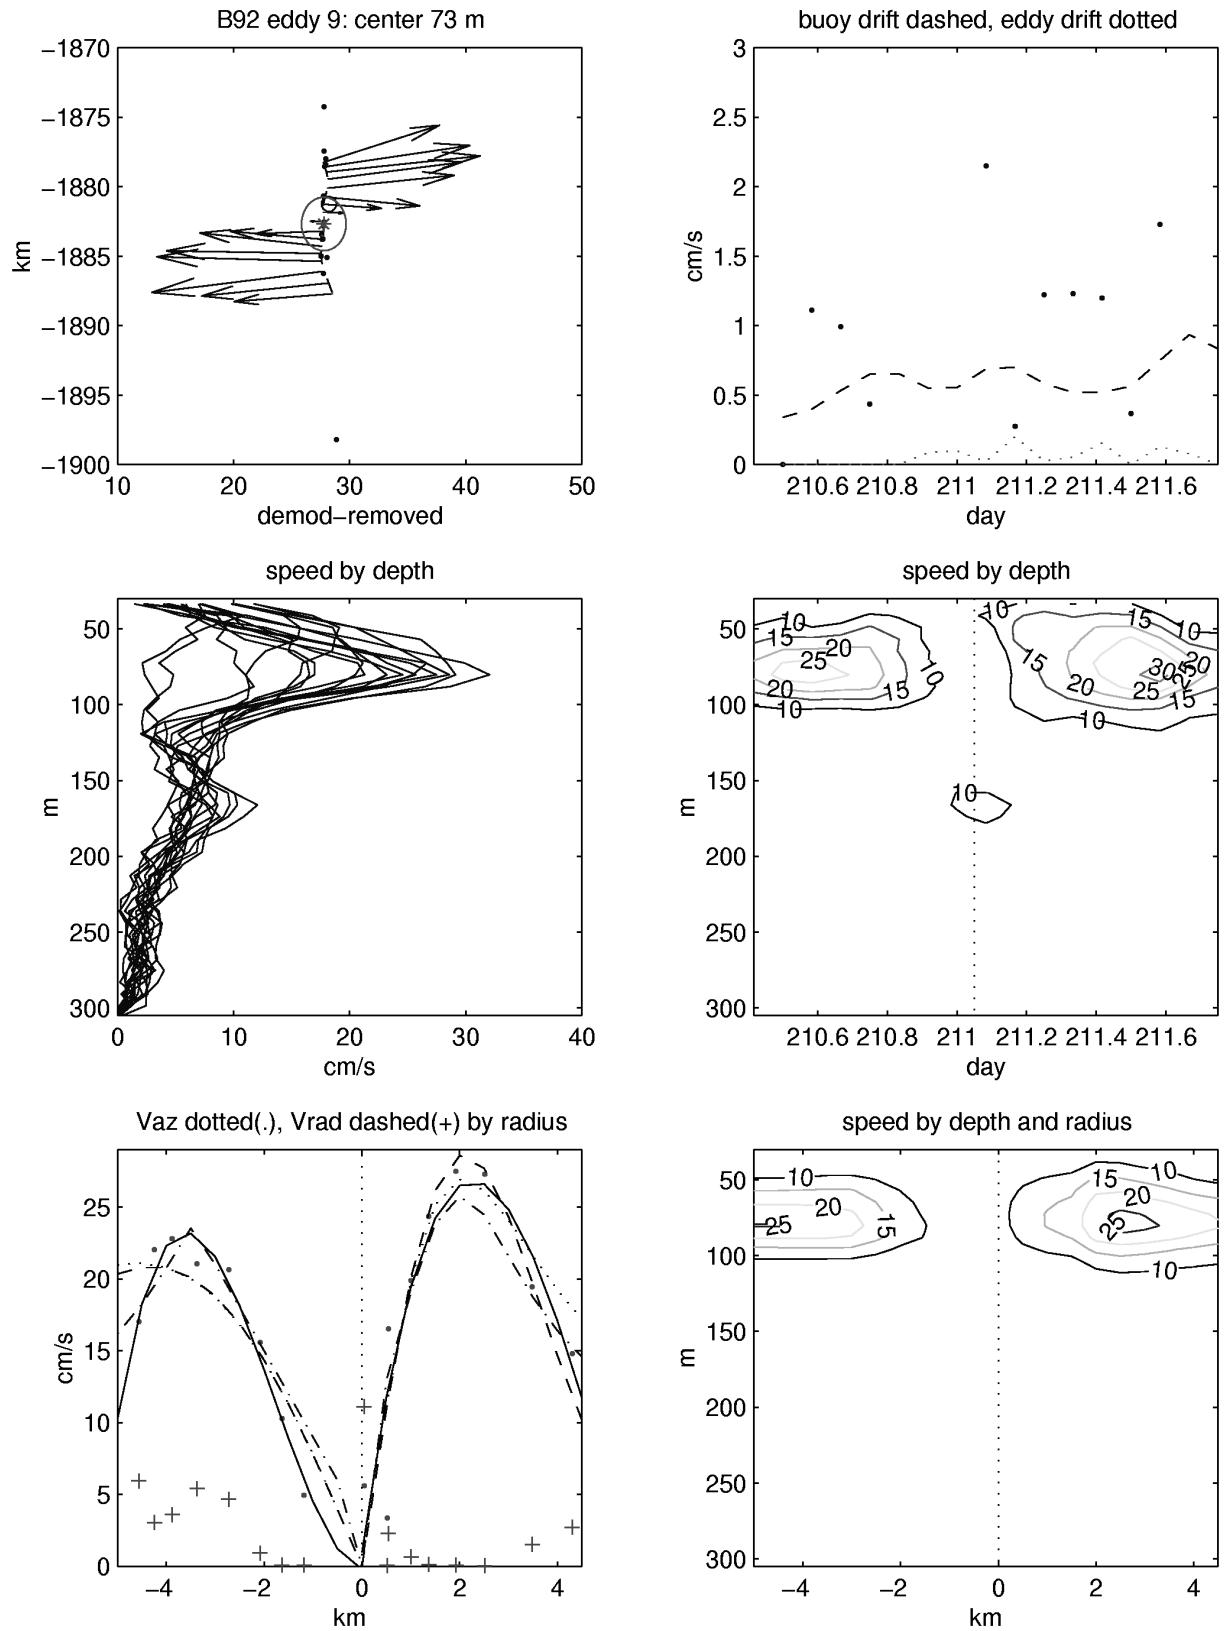 B92 eddy 9: center 73 m
−1870
−1875
−1880
−1885
−1890
−1895
−1900
km
10 20 30 40 50
demod−removed
buoy drift dashed, eddy drift dotted
3
2.5
2
1.5
1
0.5
0
cm/s
210.6 210.8 211 211.2 211.4 211.6
day
speed by depth
50
100
150
200
250
300
m
0 10 20 30 40
cm/s
speed by depth
50
100
150
200
250
300
m
10
15
20
25
20
15
10
10
10
10
15
15
20
25
30
25
20
15
10
10
210.6 210.8 211 211.2 211.4 211.6
day
Vaz dotted(.), Vrad dashed(+) by radius
25
20
15
10
5
0
cm/s
−4 −2 0 2 4
km
speed by depth and radius
50
100
150
200
250
300
m
10
20
25
15
10
15
20
25
10
−4 −2 0 2 4
km